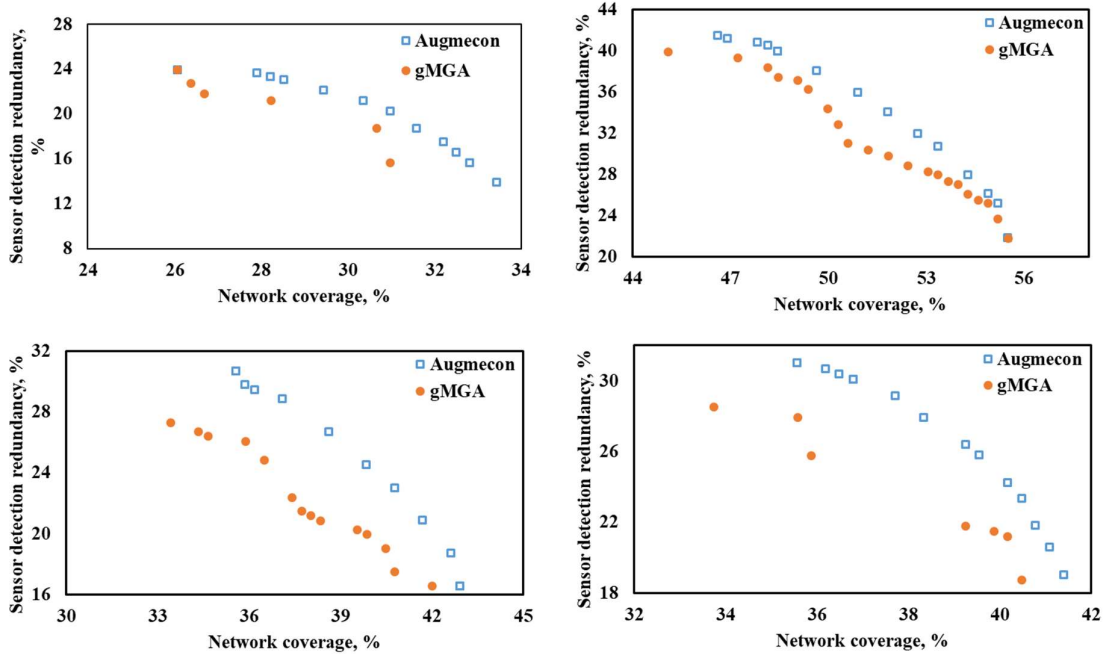 Sensor detection redundancy,
%
28
24
20
16
12
8
24
26
28
30
32
34
Network coverage, %
Augmecon
gMGA
Sensor detection redundancy, %
44
40
36
32
28
24
20
44
47
50
53
56
Network coverage, %
Augmecon
gMGA
Sensor detection redundancy, %
32
28
24
20
16
30
33
36
39
42
45
Network coverage, %
Augmecon
gMGA
Sensor detection redundancy, %
30
26
22
18
32
34
36
38
40
42
Network coverage, %
Augmecon
gMGA